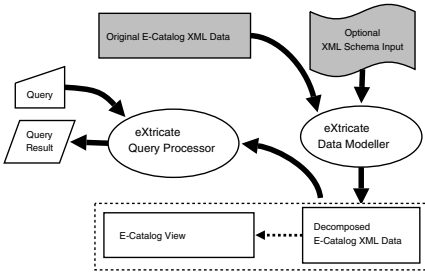 Original E-Catalog XML Data
Optional
XML Schema Input
Query
Query
Result
eXtricate
Query Processor
eXtricate
Data Modeller
E-Catalog View
Decomposed
E-Catalog XML Data